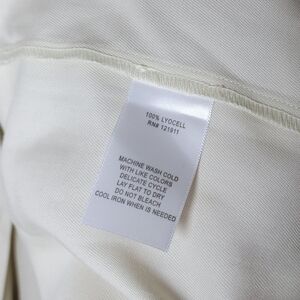 100% LYOCELL
RN# 121911
MACHINE WASH COLD
WITH LIKE COLORS
DELICATE CYCLE
LAY FLAT TO DRY
DO NOT BLEACH
COOL IRON WHEN IS NEEDED